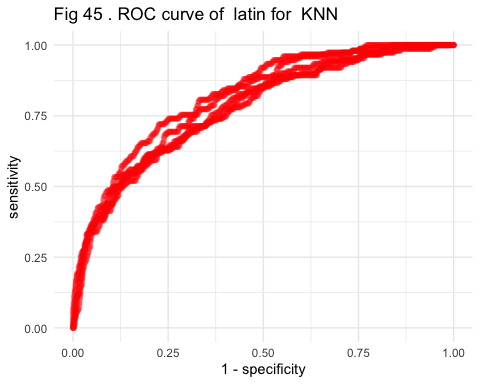 Fig 45 . ROC curve of  latin for  KNN
1.00
0.75
0.50
0.25
0.00
sensitivity
0.00 0.25 0.50 0.75 1.00
1 - specificity